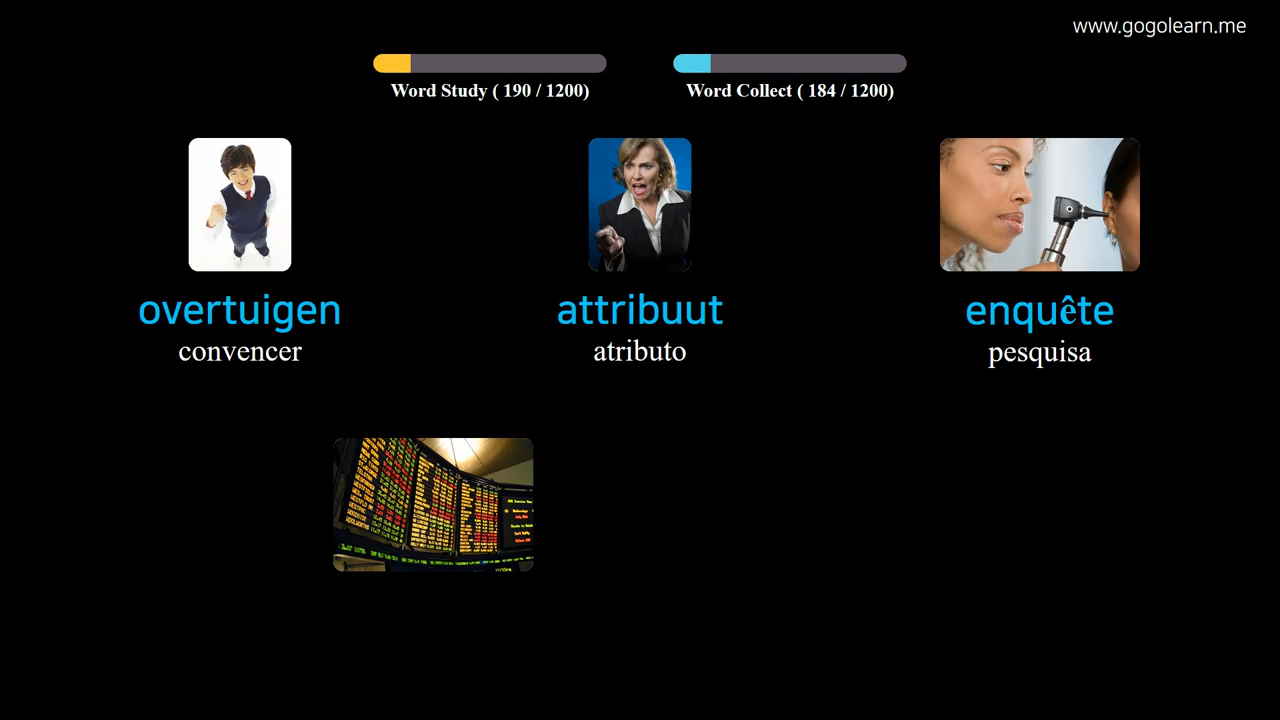 www.gogolearn.me
Word Study ( 190 / 1200)
Word Collect ( 184 / 1200)
overtuigen
convencer
attribuut
atributo
enquête
pesquisa